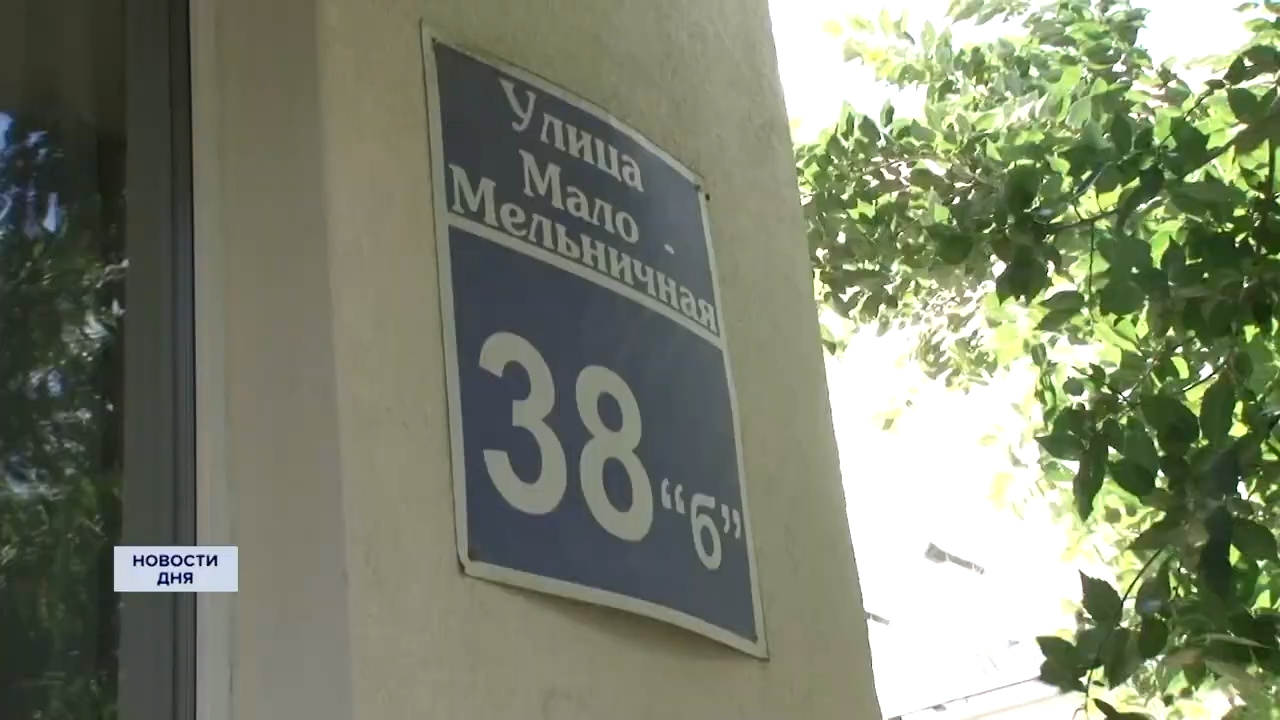 Улица
Мало -
Мельничная
38 “б”
НОВОСТИ
ДНЯ